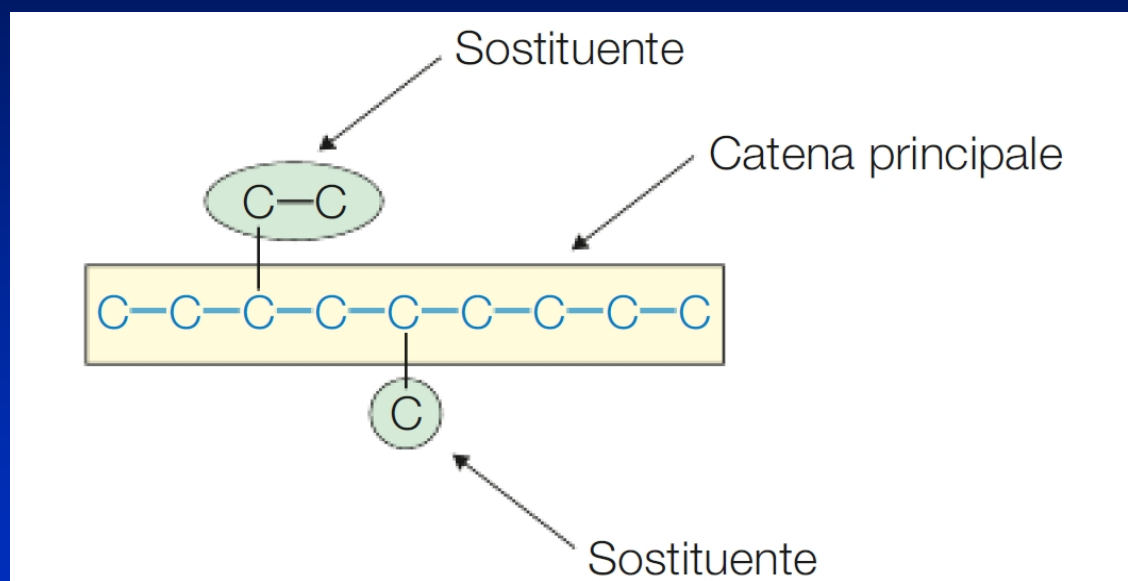 Sostituente
Catena principale
C—C
C—C—C—C—C—C—C—C—C
C
Sostituente